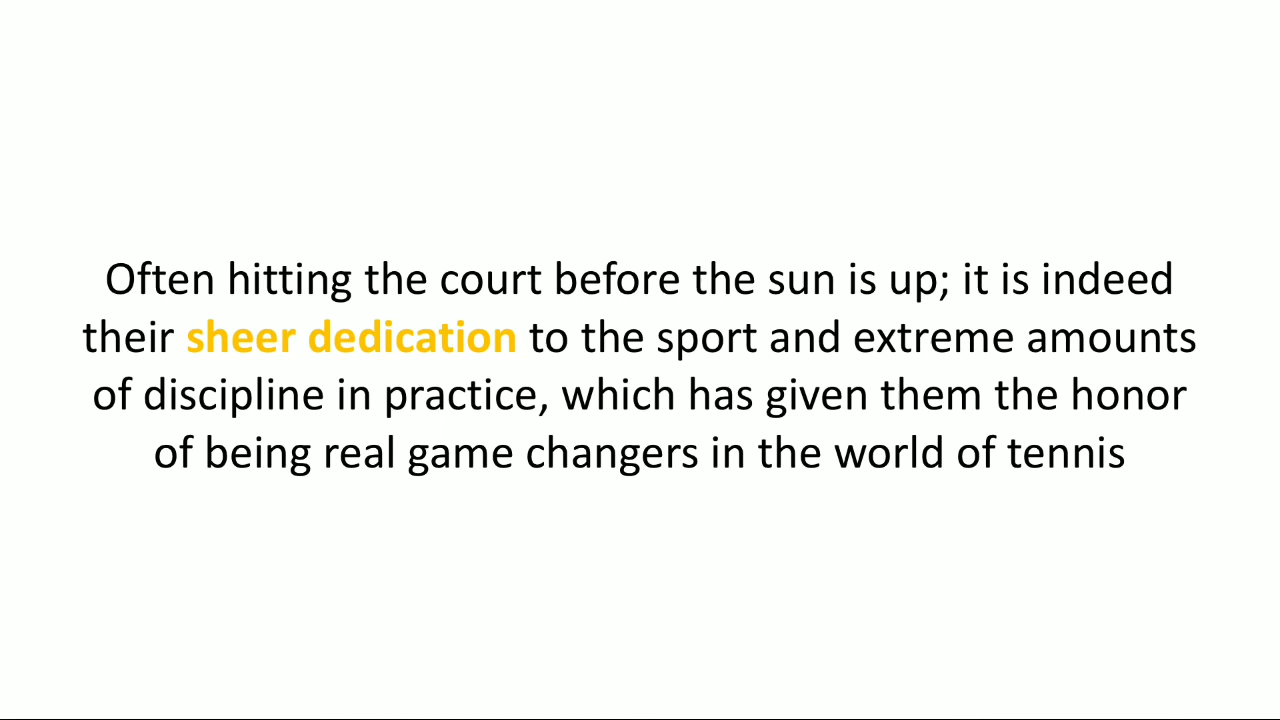 Often hitting the court before the sun is up; it is indeed
their sheer dedication to the sport and extreme amounts
of discipline in practice, which has given them the honor
of being real game changers in the world of tennis